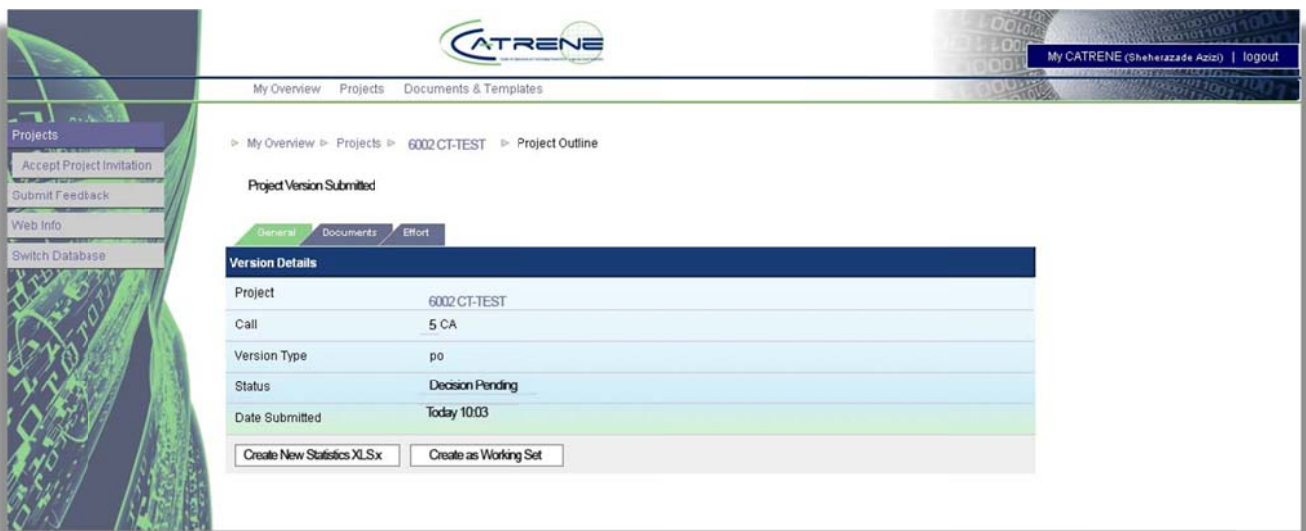 CATRENE
My CATRENE (Sheherazade Azizi) | logout
My Overview Projects Documents & Templates
Projects
Accept Project Invitation
Submit Feedback
Web Info
Switch Database
My Overview Projects 6002 CT-TEST Project Outline
Project Version Submitted
General Documents Effort
Version Details
Project 6002 CT-TEST
Call 5 CA
Version Type po
Status Decision Pending
Date Submitted Today 10:03
Create New Statistics XLS.x Create as Working Set